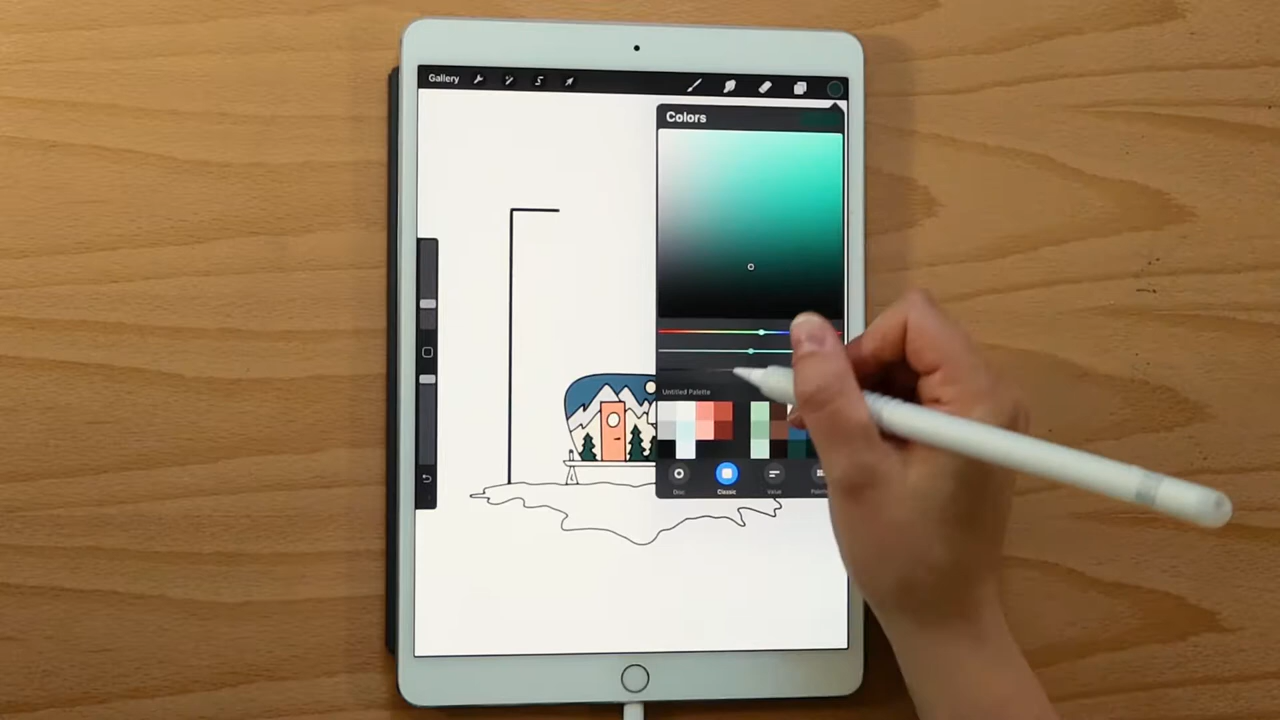 Gallery
Colors
Untitled Palette
Disc
Classic
Value